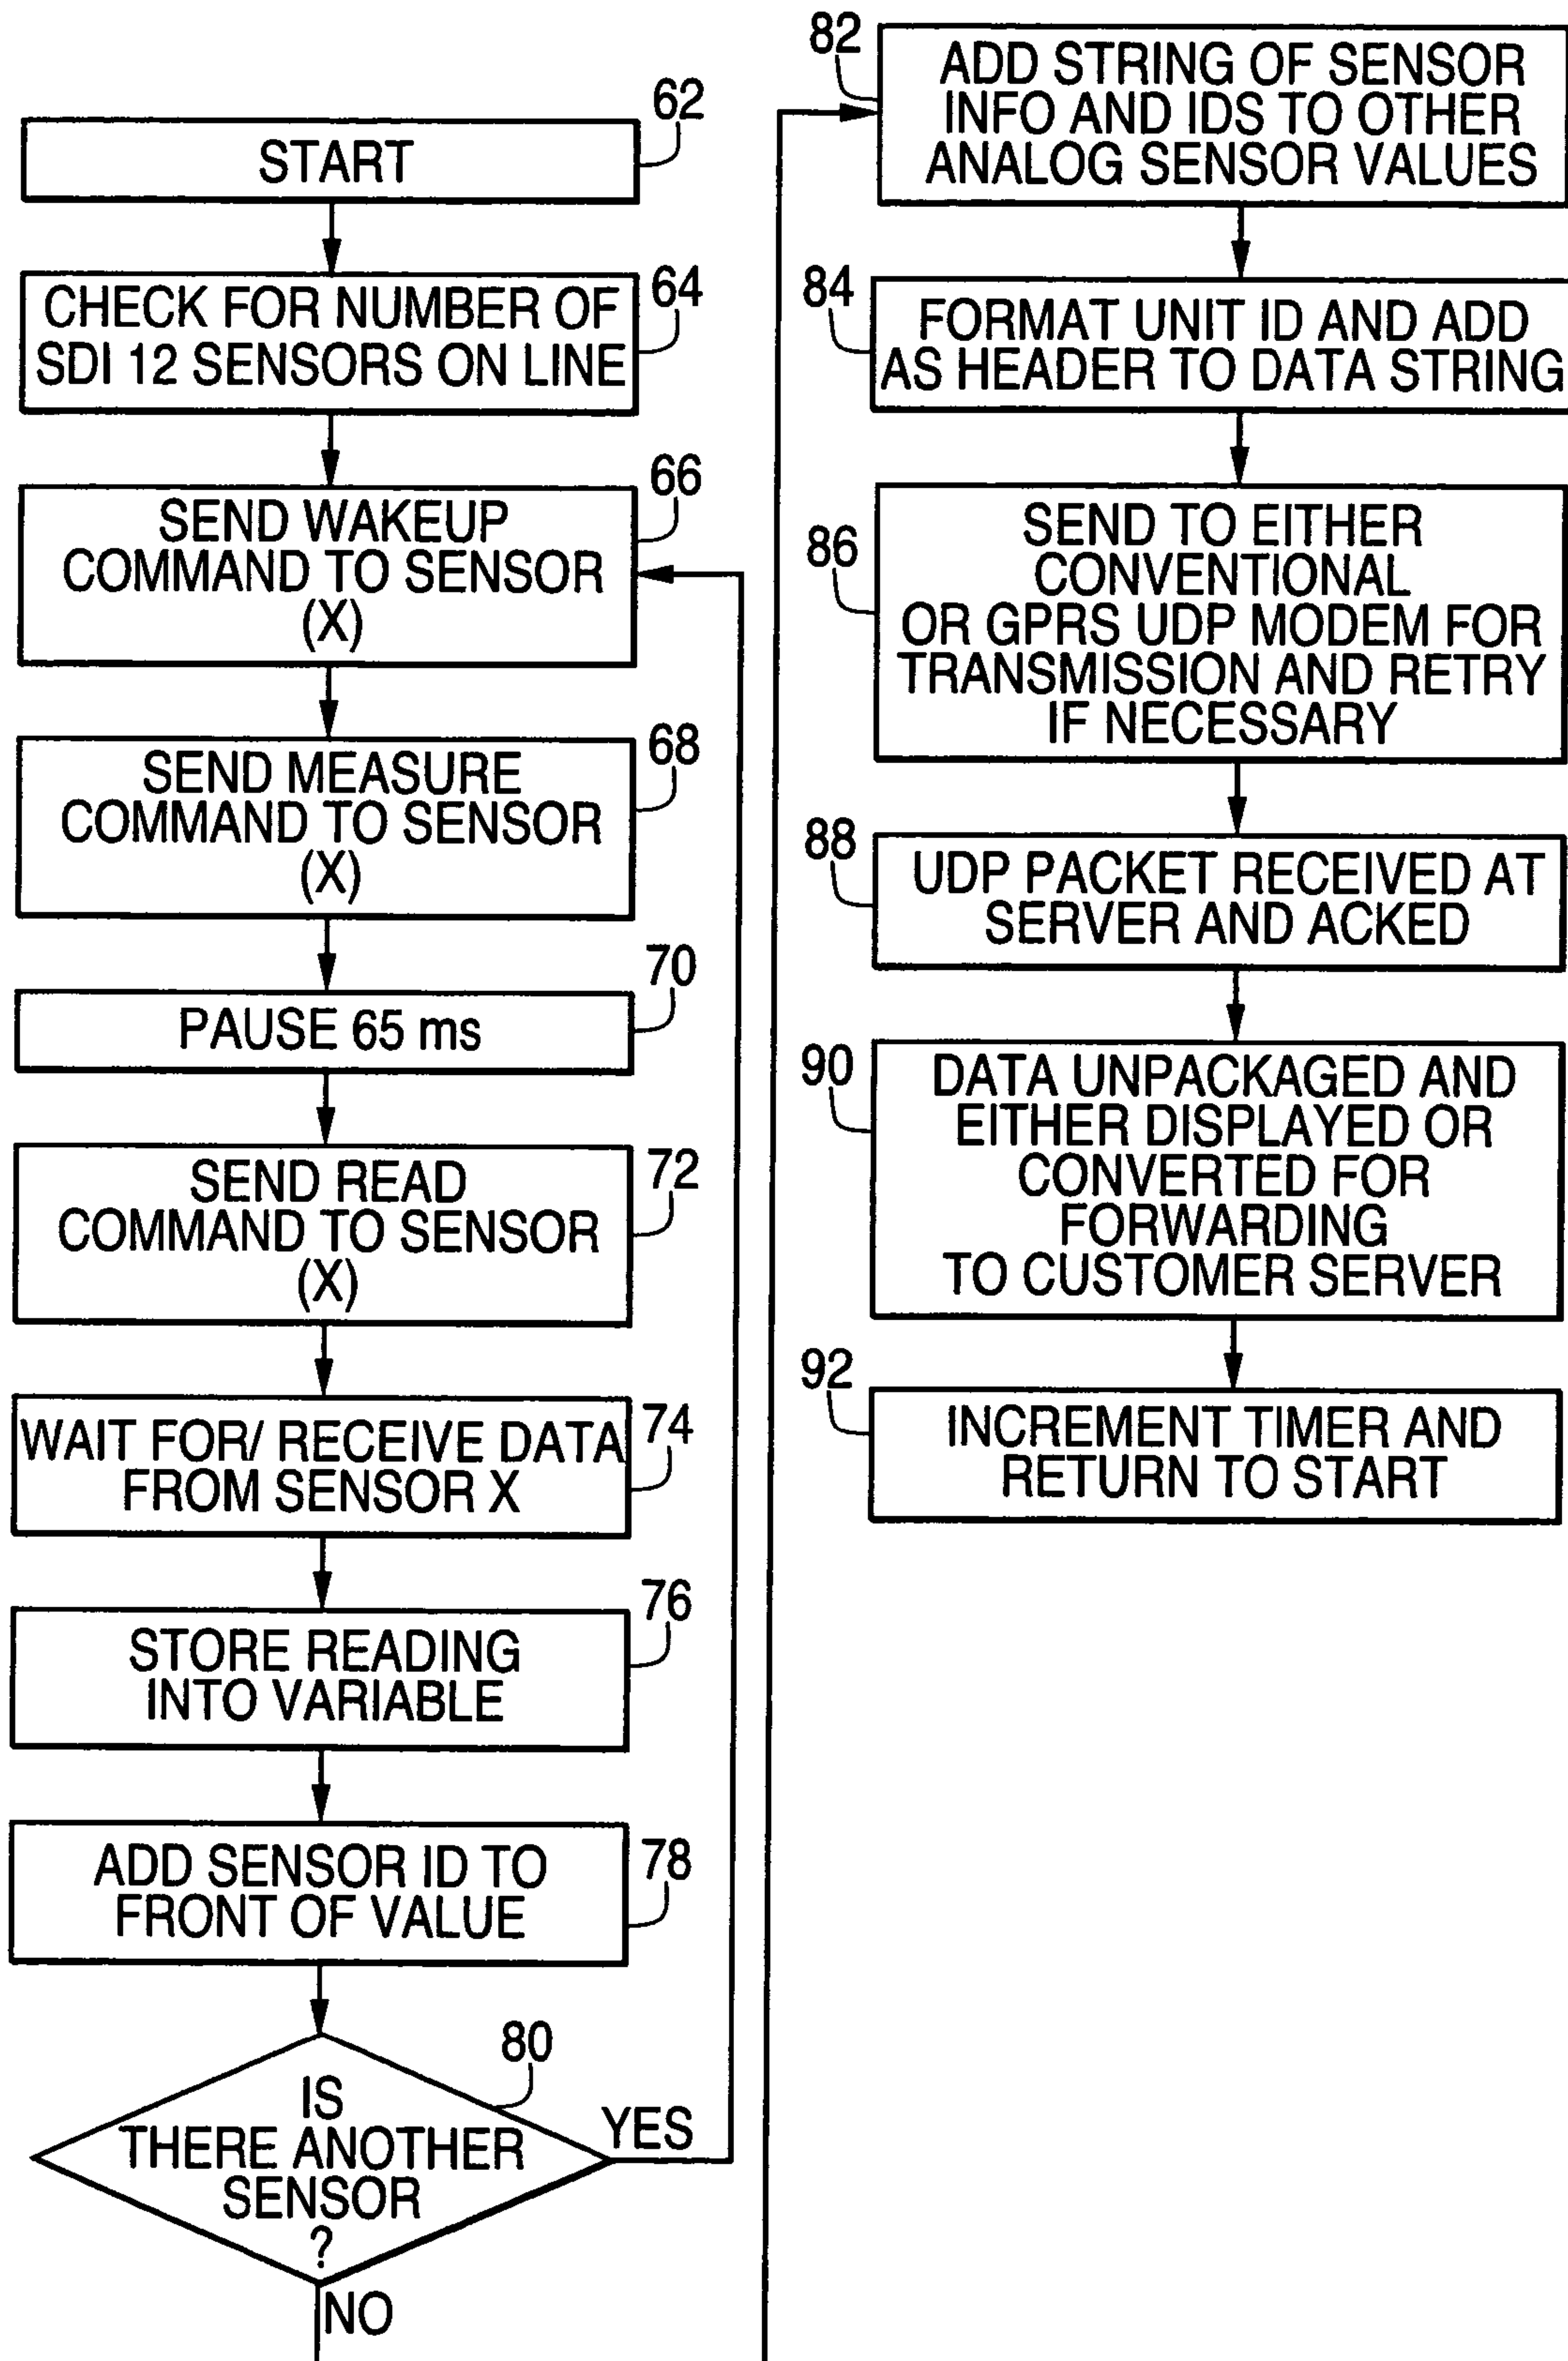 62
START
64
CHECK FOR NUMBER OF
SDI 12 SENSORS ON LINE
66
SEND WAKEUP
COMMAND TO SENSOR
(X)
68
SEND MEASURE
COMMAND TO SENSOR
(X)
70
PAUSE 65 ms
72
SEND READ
COMMAND TO SENSOR
(X)
74
WAIT FOR/ RECEIVE DATA
FROM SENSOR X
76
STORE READING
INTO VARIABLE
78
ADD SENSOR ID TO
FRONT OF VALUE
80
IS
THERE ANOTHER
SENSOR
?
YES
NO
82
ADD STRING OF SENSOR
INFO AND IDS TO OTHER
ANALOG SENSOR VALUES
84
FORMAT UNIT ID AND ADD
AS HEADER TO DATA STRING
86
SEND TO EITHER
CONVENTIONAL
OR GPRS UDP MODEM FOR
TRANSMISSION AND RETRY
IF NECESSARY
88
UDP PACKET RECEIVED AT
SERVER AND ACKED
90
DATA UNPACKAGED AND
EITHER DISPLAYED OR
CONVERTED FOR
FORWARDING
TO CUSTOMER SERVER
92
INCREMENT TIMER AND
RETURN TO START